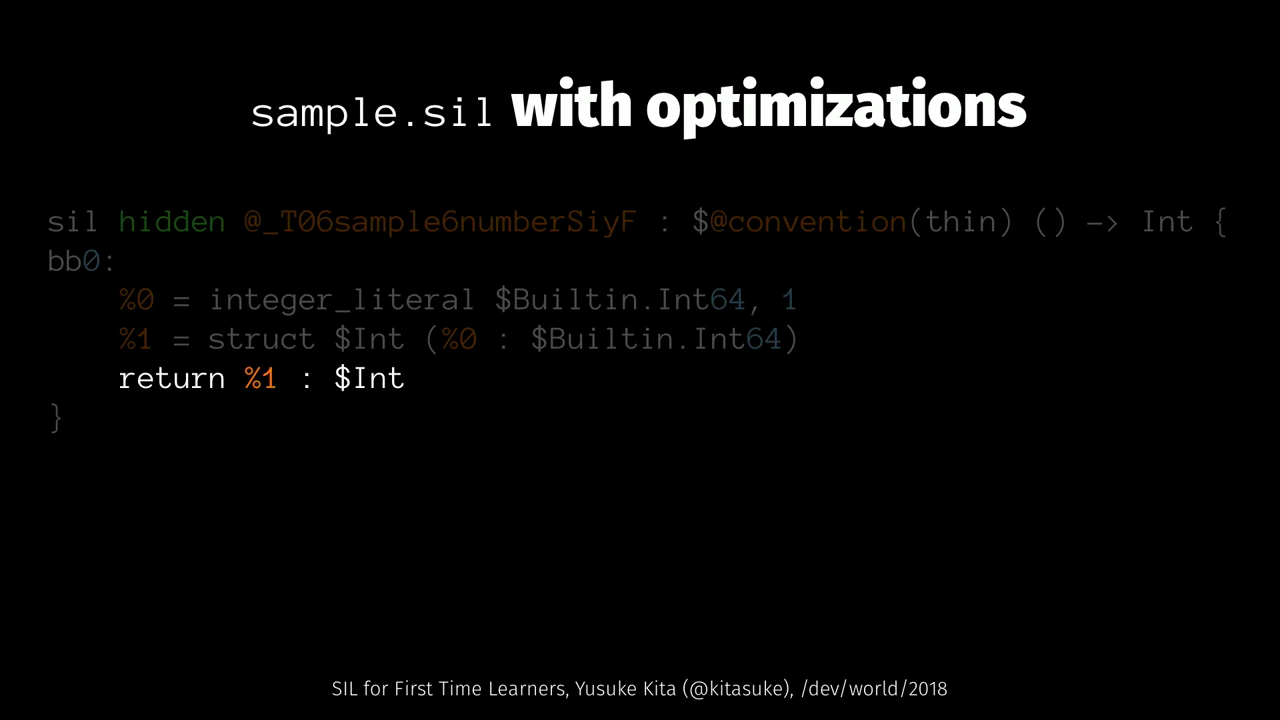 sample.sil with optimizations
sil hidden @_T06sample6numberSiyF : $@convention(thin) () -> Int {
bb0:
    %0 = integer_literal $Builtin.Int64, 1
    %1 = struct $Int (%0 : $Builtin.Int64)
    return %1 : $Int
}
SIL for First Time Learners, Yusuke Kita (@kitasuke), /dev/world/2018